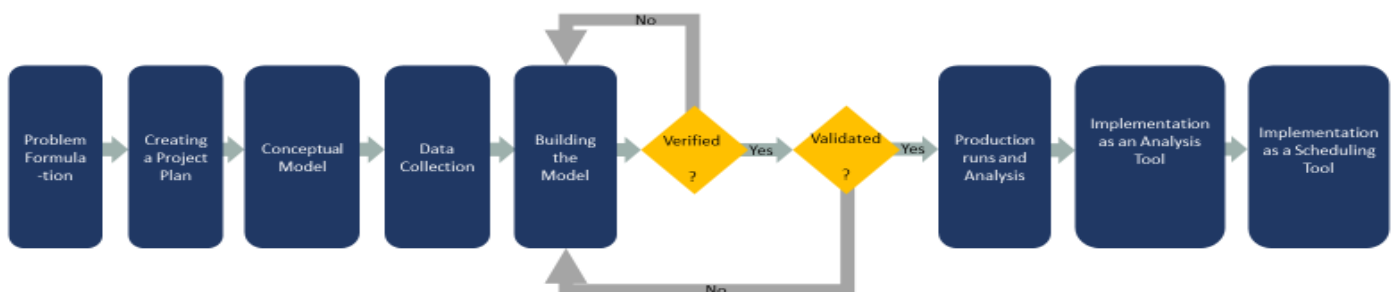 No
Problem
Formula
-tion
Creating
a Project
Plan
Conceptual
Model
Data
Collection
Building
the
Model
Verified
?
Yes
Validated
?
Yes
Production
runs and
Analysis
Implementation
as an Analysis
Tool
Implementation
as a Scheduling
Tool
No